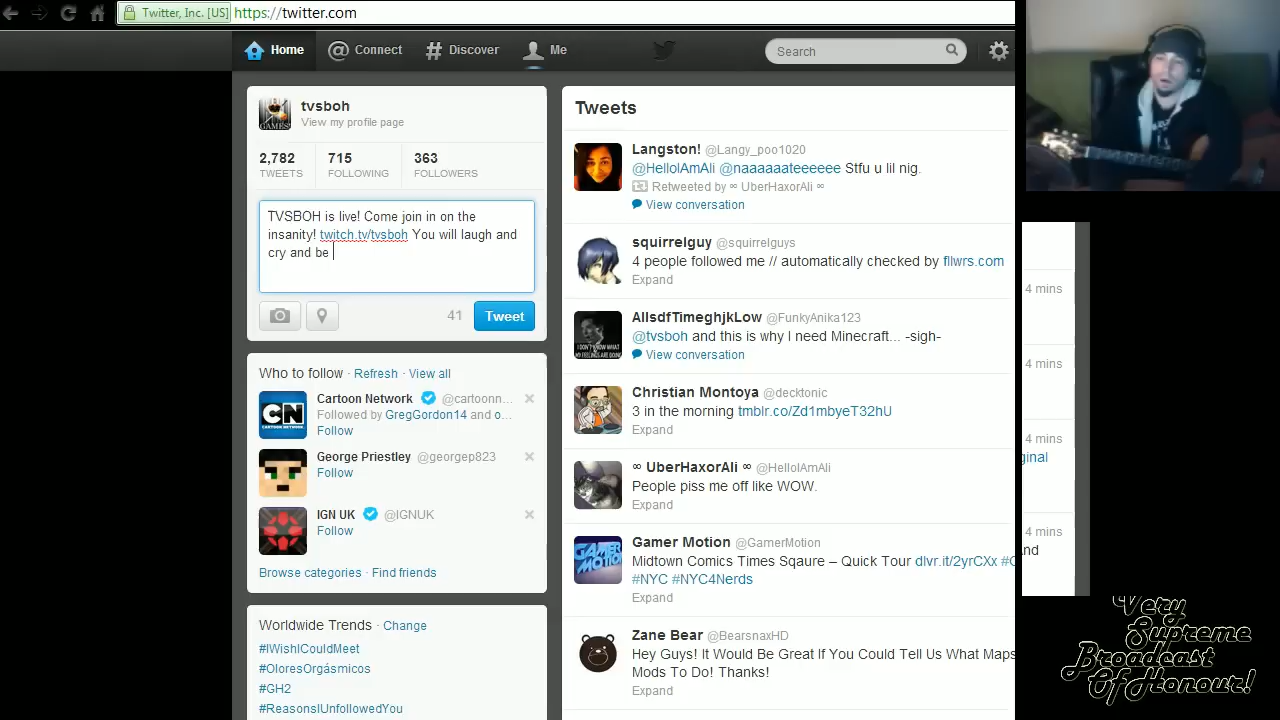 Twitter, Inc. [US] https://twitter.com
Home
Connect
Discover
Me
Search
tvsboh
View my profile page
2,782
TWEETS
715
FOLLOWING
363
FOLLOWERS
TVSBOH is live! Come join in on the
insanity! twitch.tv/tvsboh You will laugh and
cry and be
41
Tweet
Who to follow · Refresh · View all
Cartoon Network @cartoonn...
Followed by GregGordon14 and o...
Follow
George Priestley @georgep823
Follow
IGN UK @IGNUK
Follow
Browse categories · Find friends
Worldwide Trends · Change
#IWishICouldMeet
#OloresOrgásmicos
#GH2
#ReasonsIUnfollowedYou
Tweets
Langston! @Langy_poo1020
@HelloIAmAli @naaaaaateeeeee Stfu u lil nig.
Retweeted by ∞ UberHaxorAli ∞
View conversation
squirrelguy @squirrelguys
4 people followed me // automatically checked by fllwrs.com
Expand
AllsdfTimeghjkLow @FunkyAnika123
@tvsboh and this is why I need Minecraft... -sigh-
View conversation
Christian Montoya @decktonic
3 in the morning tmblr.co/Zd1mbyeT32hU
Expand
∞ UberHaxorAli ∞ @HelloIAmAli
People piss me off like WOW.
Expand
Gamer Motion @GamerMotion
Midtown Comics Times Sqaure – Quick Tour dlvr.it/2yrCXx
#NYC #NYC4Nerds
Expand
Zane Bear @BearsnaxHD
Hey Guys! It Would Be Great If You Could Tell Us What Maps
Mods To Do! Thanks!
Expand
4 mins
4 mins
4 mins
ginal
4 mins
nd
Very
Supreme
Broadcast
Of Honour!